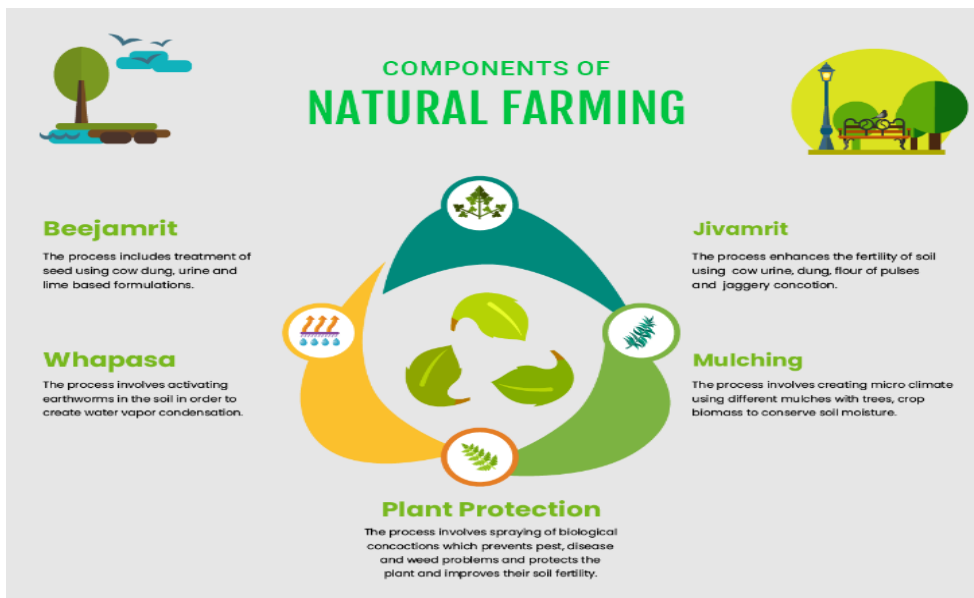 COMPONENTS OF
NATURAL FARMING
Beejamrit
The process includes treatment of
seed using cow dung, urine and
lime based formulations.
Jivamrit
The process enhances the fertility of soil
using cow urine, dung, flour of pulses
and jaggery concotion.
Whapasa
The process involves activating
earthworms in the soil in order to
create water vapor condensation.
Mulching
The process involves creating micro climate
using different mulches with trees, crop
biomass to conserve soil moisture.
Plant Protection
The process involves spraying of biological
concoctions which prevents pest, disease
and weed problems and protects the
plant and improves their soil fertility.